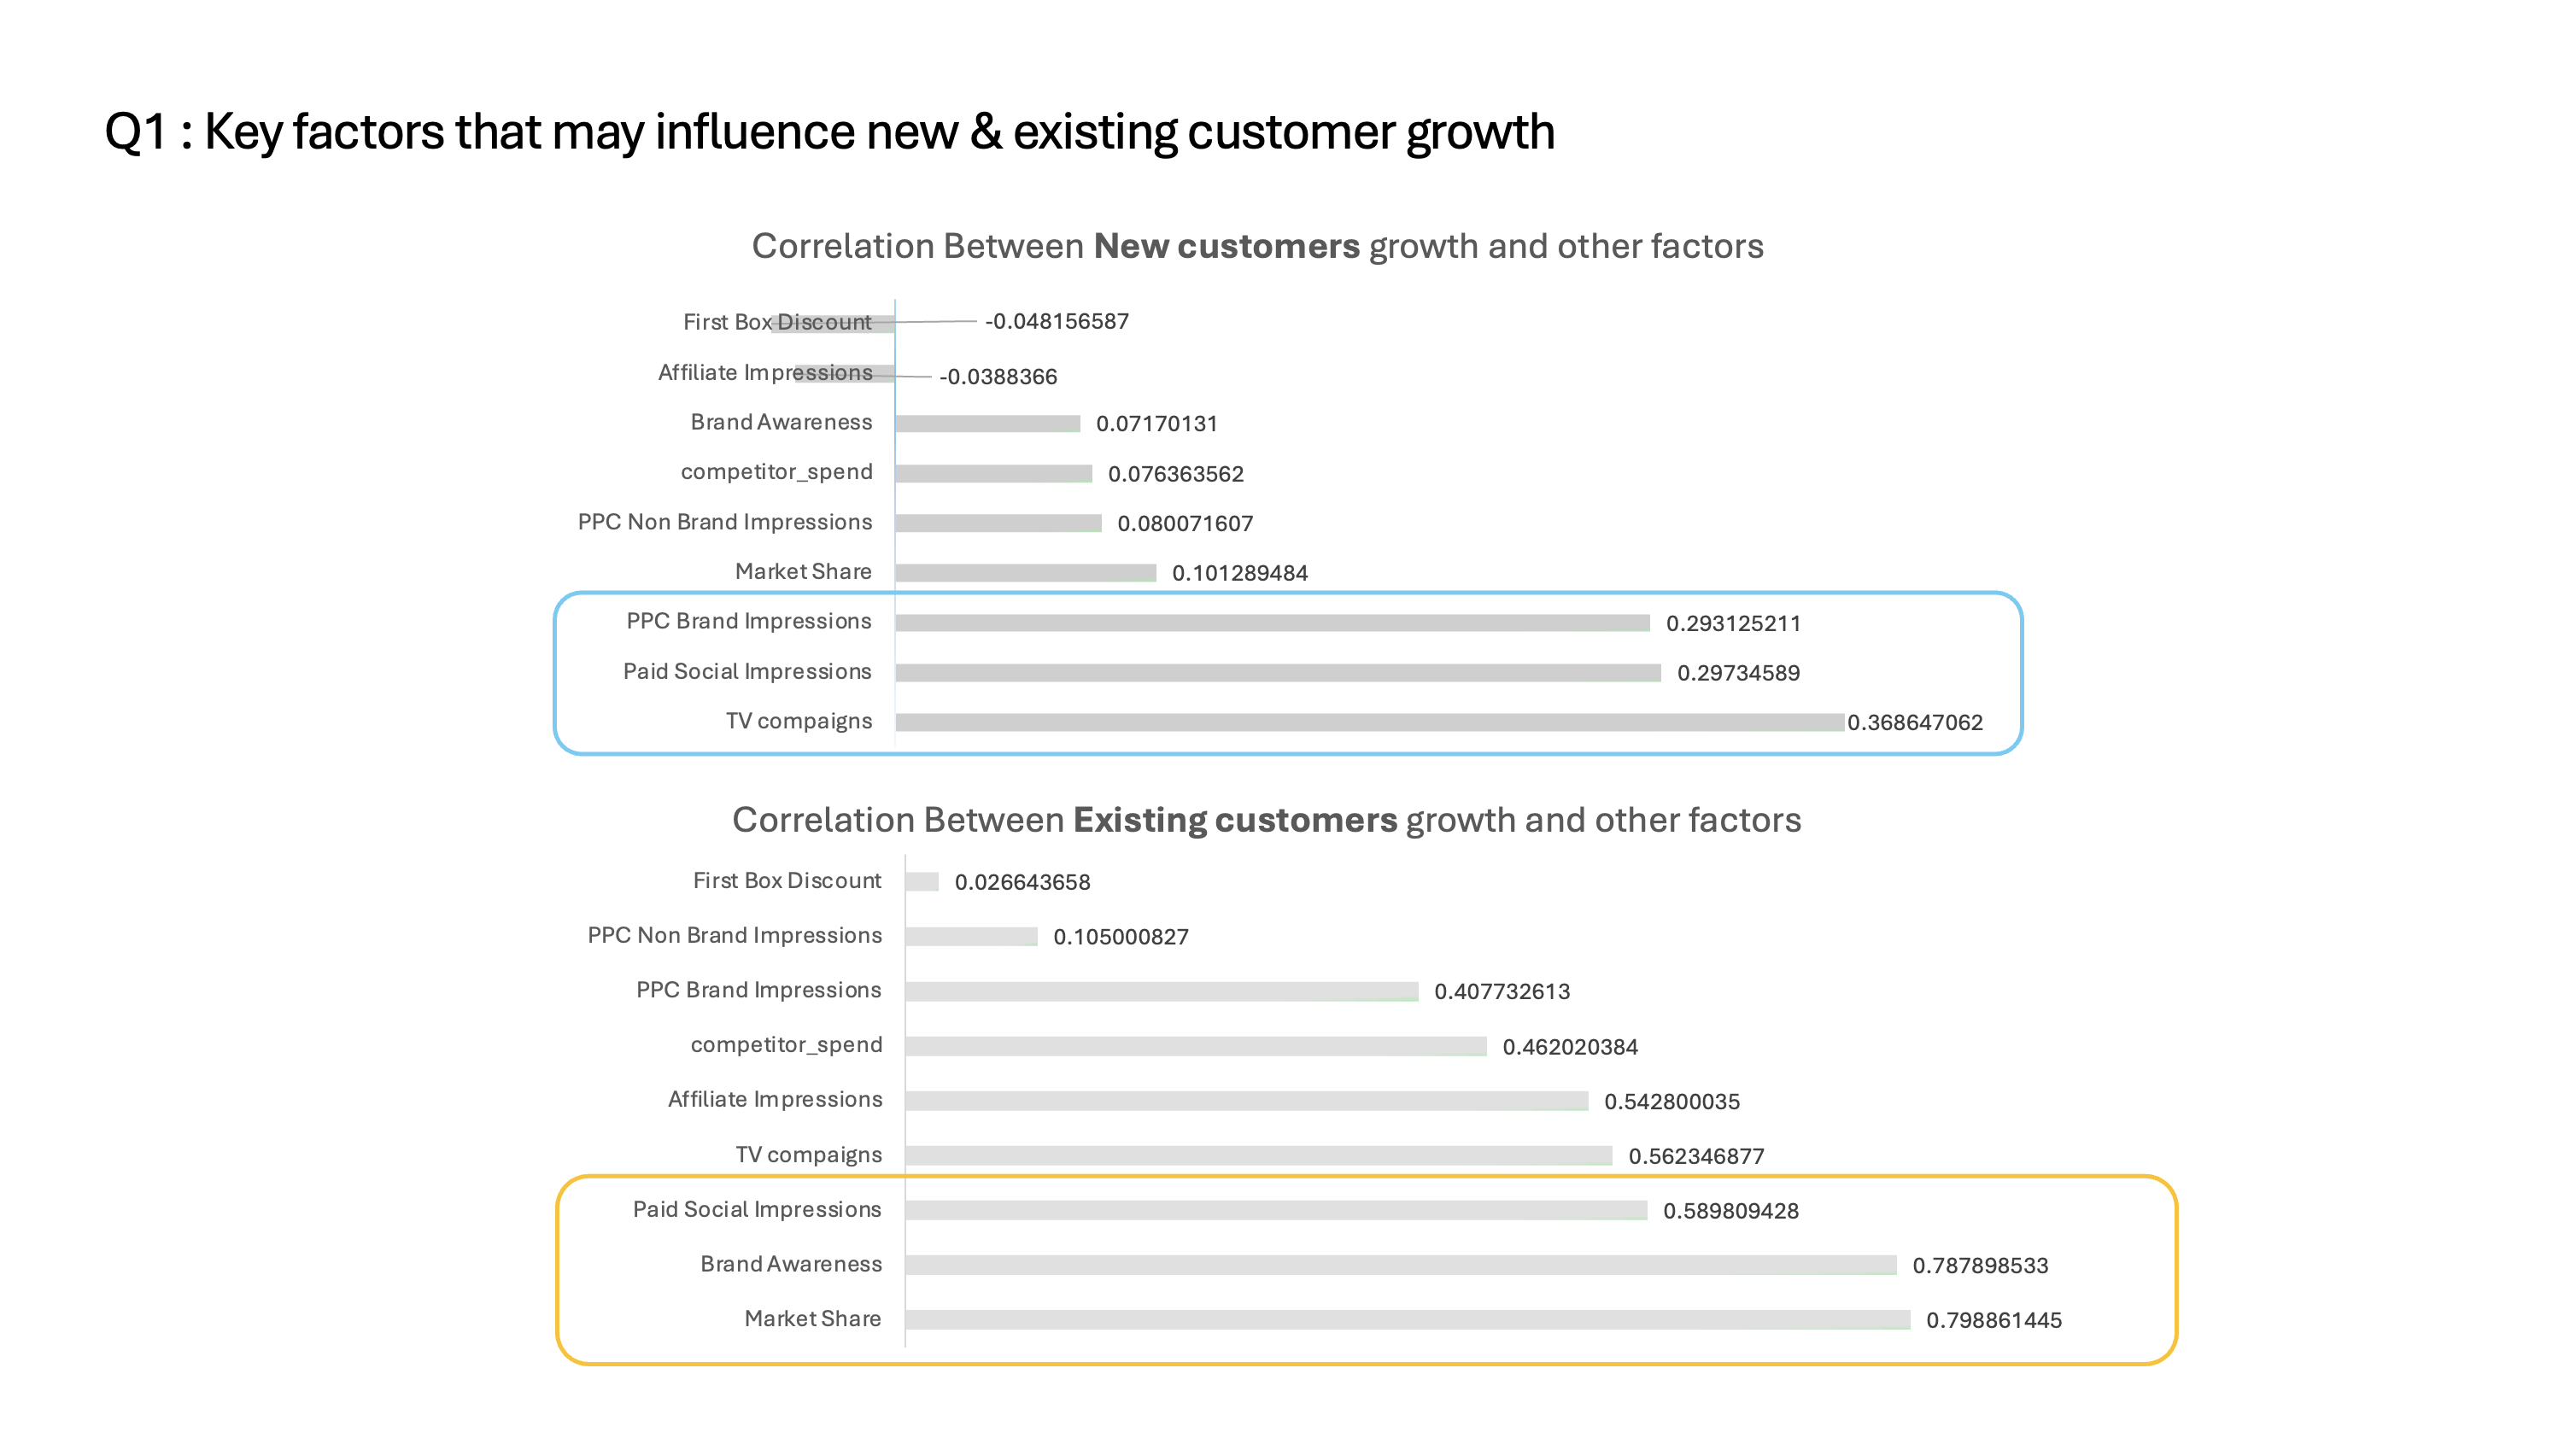 Q1 : Key factors that may influence new & existing customer growth
Correlation Between New customers growth and other factors
First Box Discount -0.048156587
Affiliate Impressions -0.0388366
Brand Awareness 0.07170131
competitor_spend 0.076363562
PPC Non Brand Impressions 0.080071607
Market Share 0.101289484
PPC Brand Impressions 0.293125211
Paid Social Impressions 0.29734589
TV compaigns 0.368647062
Correlation Between Existing customers growth and other factors
First Box Discount 0.026643658
PPC Non Brand Impressions 0.105000827
PPC Brand Impressions 0.407732613
competitor_spend 0.462020384
Affiliate Impressions 0.542800035
TV compaigns 0.562346877
Paid Social Impressions 0.589809428
Brand Awareness 0.787898533
Market Share 0.798861445